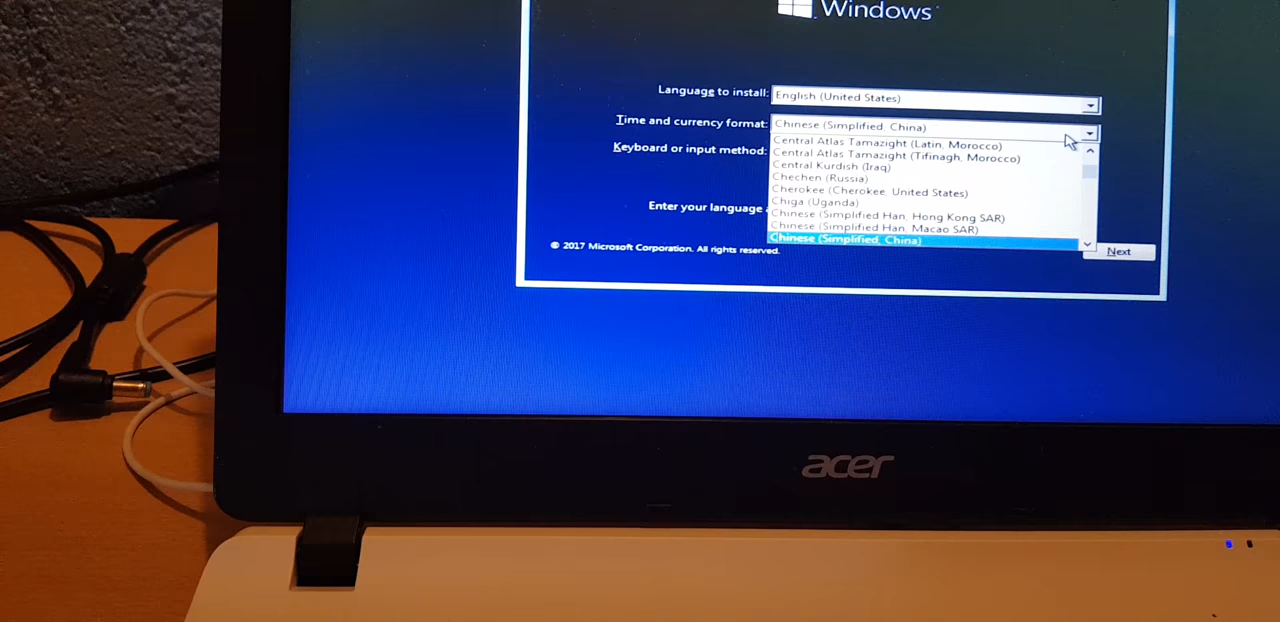 Windows
Language to install: English (United States)
Time and currency format: Chinese (Simplified, China)
Central Atlas Tamazight (Latin, Morocco)
Keyboard or input method:
Central Atlas Tamazight (Tifinagh, Morocco)
Central Kurdish (Iraq)
Chechen (Russia)
Cherokee (Cherokee, United States)
Chiga (Uganda)
Enter your language
Chinese (Simplified Han, Hong Kong SAR)
Chinese (Simplified Han, Macao SAR)
Chinese (Simplified, China)
© 2017 Microsoft Corporation. All rights reserved.
Next
acer